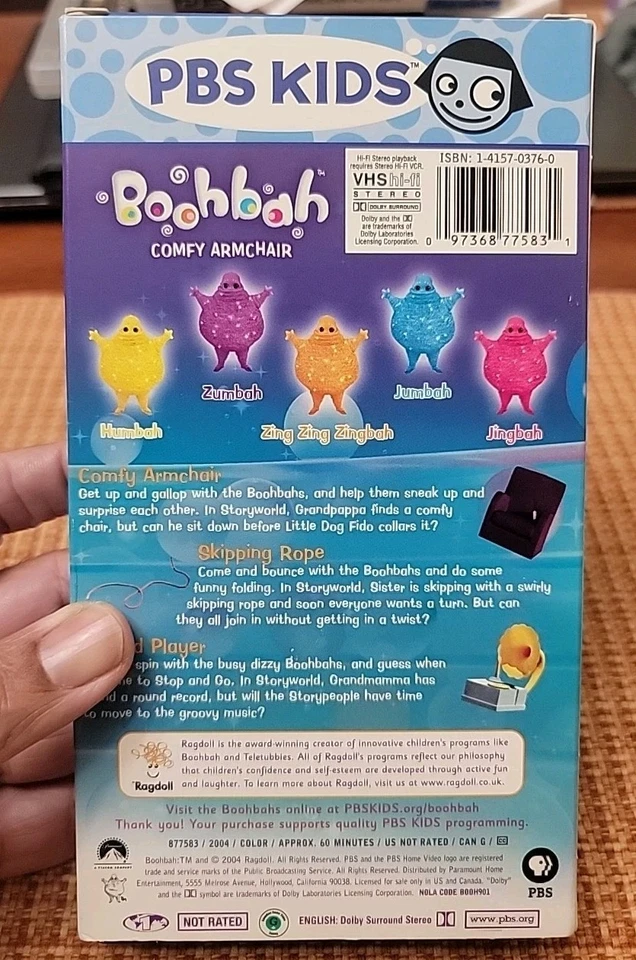 PBS KIDS™
Boohbah™
COMFY ARMCHAIR
Hi-Fi Stereo playback
requires Stereo Hi-Fi VCR.
VHS hi-fi
STEREO
DOLBY SURROUND
Dolby and the
are trademarks of
Dolby Laboratories
Licensing Corporation.
ISBN: 1-4157-0376-0
0 97368 77583 1
Zumbah
Jumbah
Humbah
Zing Zing Zingbah
Jingbah
Comfy Armchair
Get up and gallop with the Boohbahs, and help them sneak up and
surprise each other. In Storyworld, Grandpappa finds a comfy
chair, but can he sit down before Little Dog Fido collars it?
Skipping Rope
Come and bounce with the Boohbahs and do some
funny folding. In Storyworld, Sister is skipping with a swirly
skipping rope and soon everyone wants a turn. But can
they all join in without getting in a twist?
d Player
spin with the busy dizzy Boohbahs, and guess when
to Stop and Go. In Storyworld, Grandmamma has
a round record, but will the Storypeople have time
to move to the groovy music?
Ragdoll is the award-winning creator of innovative children's programs like
Boohbah and Teletubbies. All of Ragdoll's programs reflect our philosophy
that children's confidence and self-esteem are developed through active fun
and laughter. To learn more about Ragdoll, visit us at www.ragdoll.co.uk.
Ragdoll
Visit the Boohbahs online at PBSKIDS.org/boohbah
Thank you! Your purchase supports quality PBS KIDS programming.
877583 / 2004 / COLOR / APPROX. 60 MINUTES / US NOT RATED / CAN G / CC
Boohbah:TM and © 2004 Ragdoll. All Rights Reserved. PBS and the PBS Home Video logo are registered
trade and service marks of the Public Broadcasting Service. All Rights Reserved. Distributed by Paramount Home
Entertainment, 5555 Melrose Avenue, Hollywood, California 90038. Licensed for sale only in US and Canada. "Dolby"
and the symbol are trademarks of Dolby Laboratories Licensing Corporation. NOLA CODE BOOH901
PBS
NOT RATED
G
ENGLISH: Dolby Surround Stereo
www.pbs.org